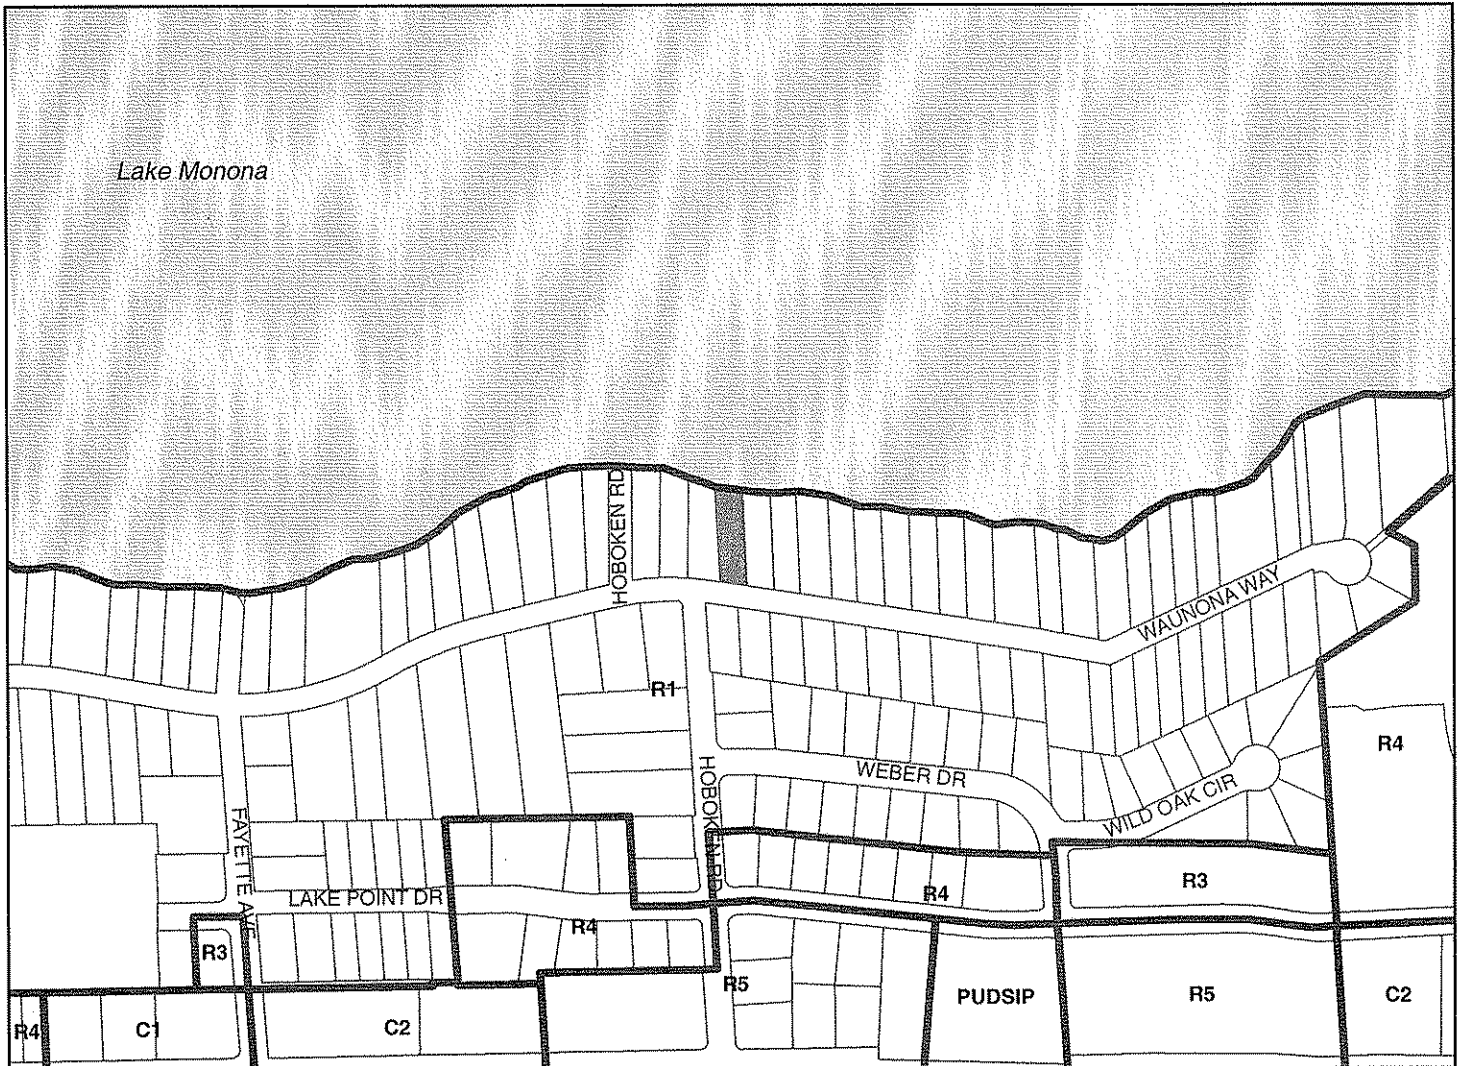 Lake Monona
HOBOKEN RD
WAUNONA WAY
R1
R4
WEBER DR
HOBOKEN RD
WILD OAK CIR
FAYETTE AVE
LAKE POINT DR
R4
R3
R4
R3
R5
PUDSIP
R5
C2
R4
C1
C2